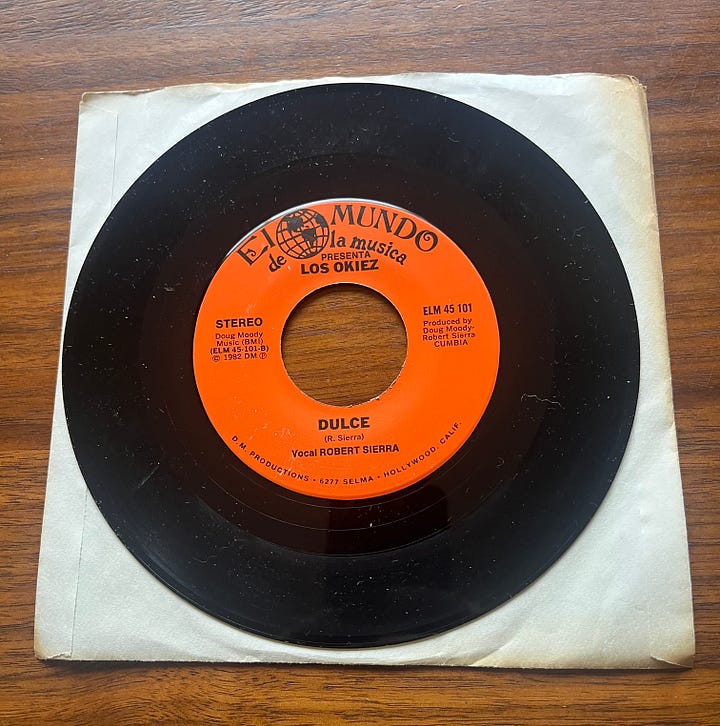 El MUNDO
de la musica
PRESENTA
LOS OKIEZ
STEREO
Doug Moody
Music (BMI)
(ELM 45-101-B)
© 1982 DM ℗
ELM 45 101
Produced by
Doug Moody-
Robert Sierra
CUMBIA
DULCE
(R. Sierra)
Vocal ROBERT SIERRA
D.M. PRODUCTIONS • 6277 SELMA • HOLLYWOOD, CALIF.